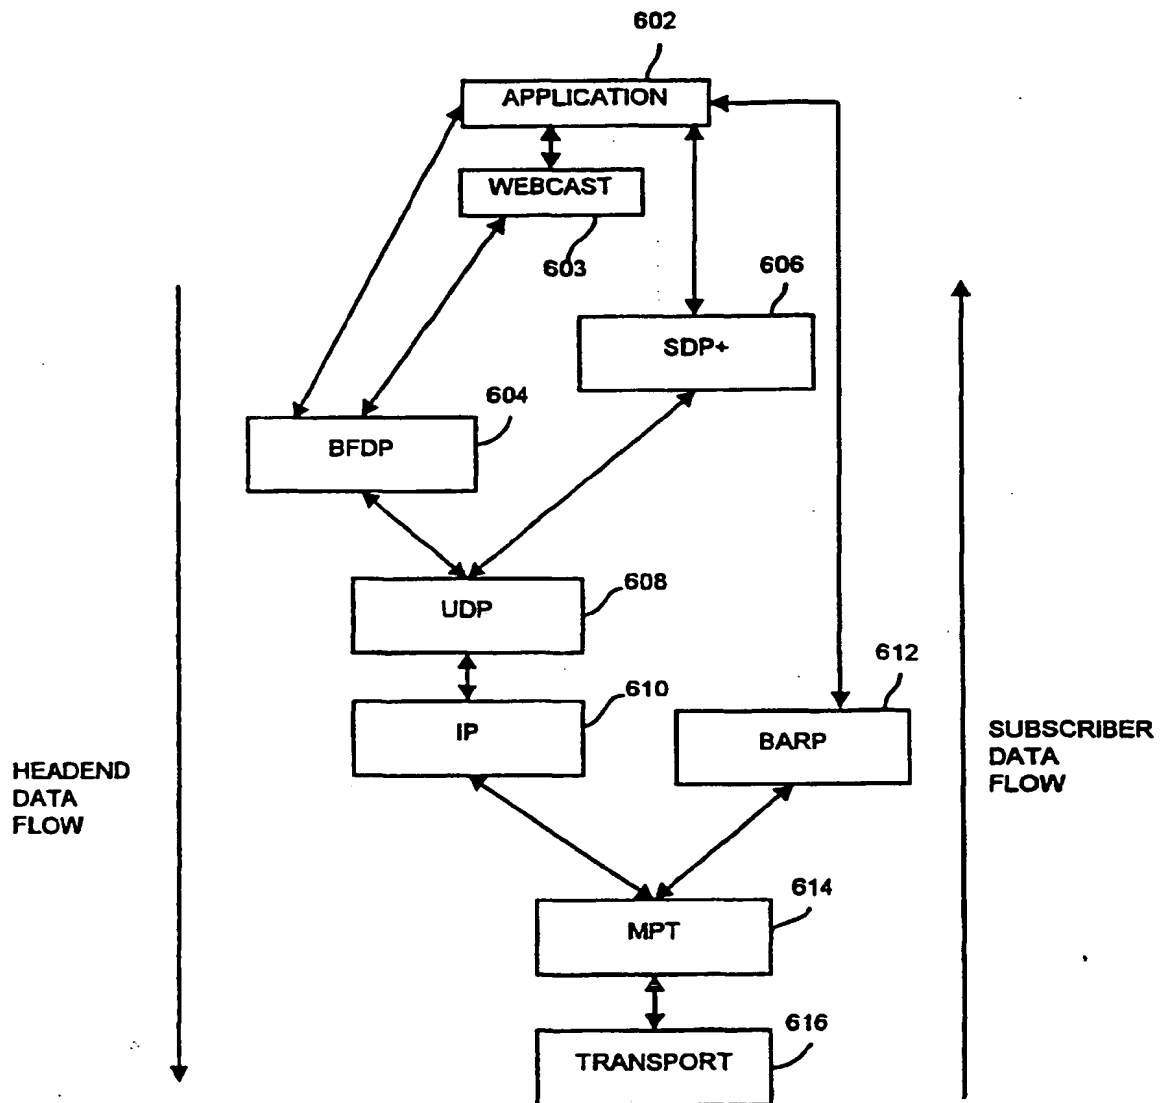 602
APPLICATION
WEBCAST
603
606
SDP+
604
BFDP
608
UDP
610
IP
612
BARP
HEADEND
DATA
FLOW
SUBSCRIBER
DATA
FLOW
614
MPT
616
TRANSPORT